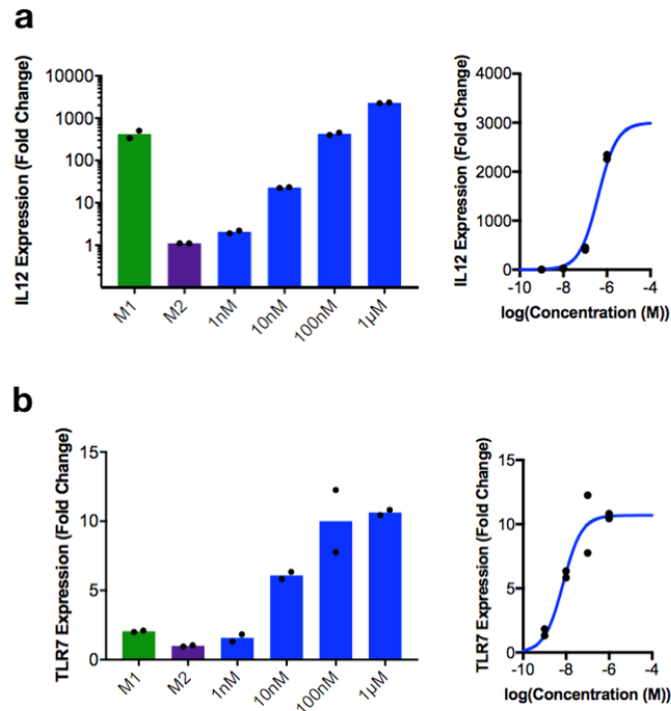 a
IL12 Expression (Fold Change)
10000
1000
100
10
1
M1
M2
1nM
10nM
100nM
1µM
IL12 Expression (Fold Change)
4000
3000
2000
1000
0
-10
-8
-6
-4
log(Concentration (M))
b
TLR7 Expression (Fold Change)
15
10
5
0
M1
M2
1nM
10nM
100nM
1µM
TLR7 Expression (Fold Change)
15
10
5
0
-10
-8
-6
-4
log(Concentration (M))